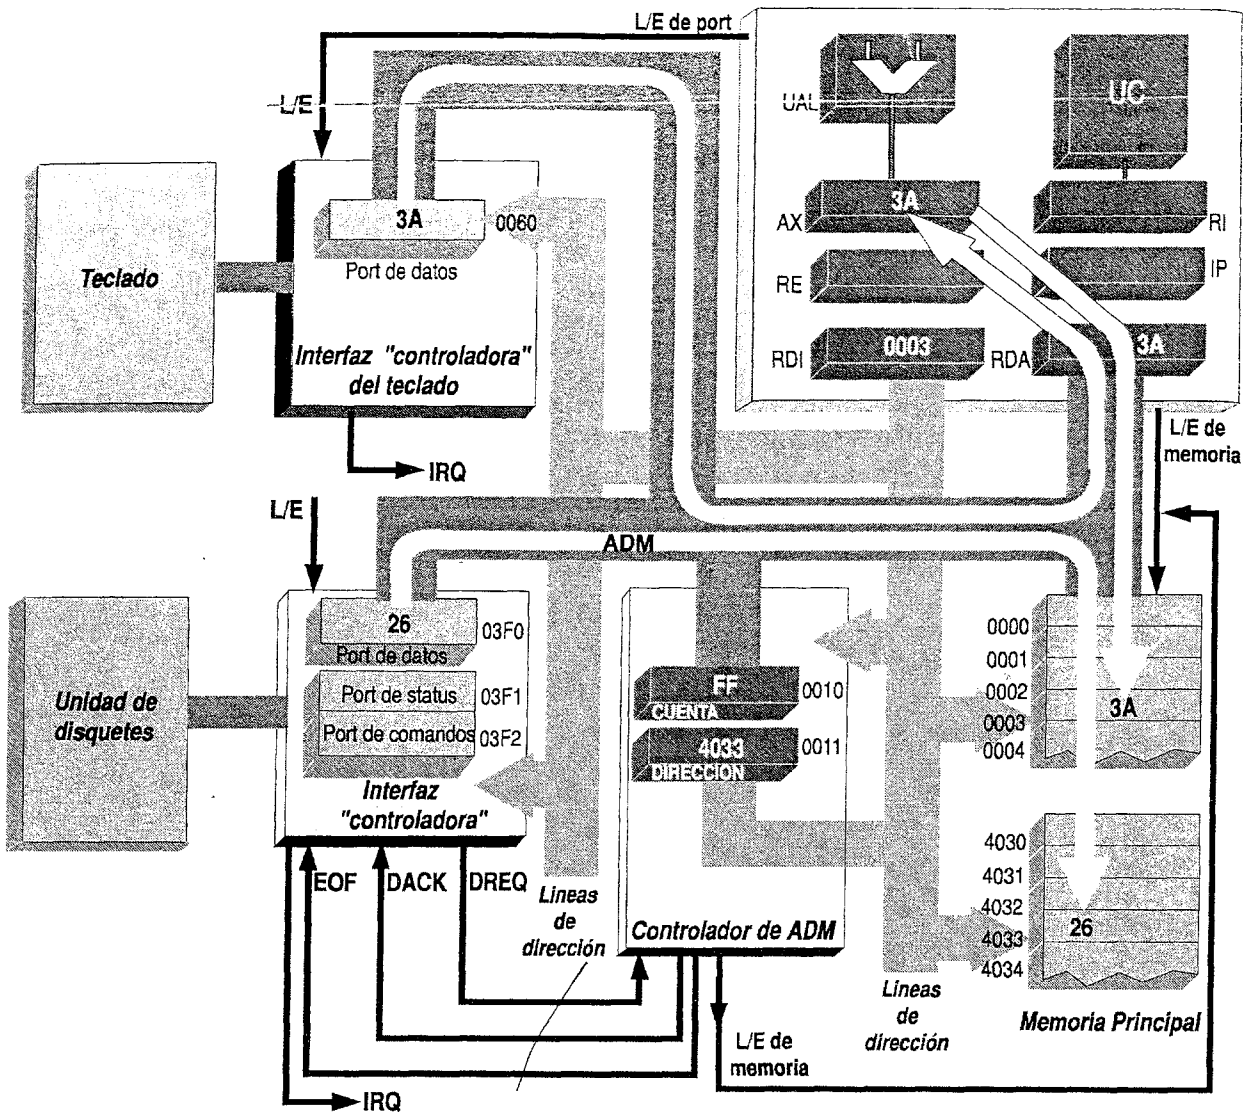 L/E de port
L/E
UAL
UC
3A
AX
RI
RE
IP
RDI
0003
RDA
3A
L/E de
memoria
Teclado
3A
0060
Port de datos
Interfaz "controladora"
del teclado
IRQ
L/E
ADM
Unidad de
disquetes
26
03F0
Port de datos
Port de status
03F1
Port de comandos
03F2
Interfaz
"controladora"
FF
0010
CUENTA
4033
0011
DIRECCION
Controlador de ADM
0000
0001
0002
0003
0004
3A
4030
4031
4032
4033
4034
26
Memoria Principal
EOF
DACK
DREQ
Lineas
de
dirección
Lineas
de
dirección
L/E de
memoria
IRQ